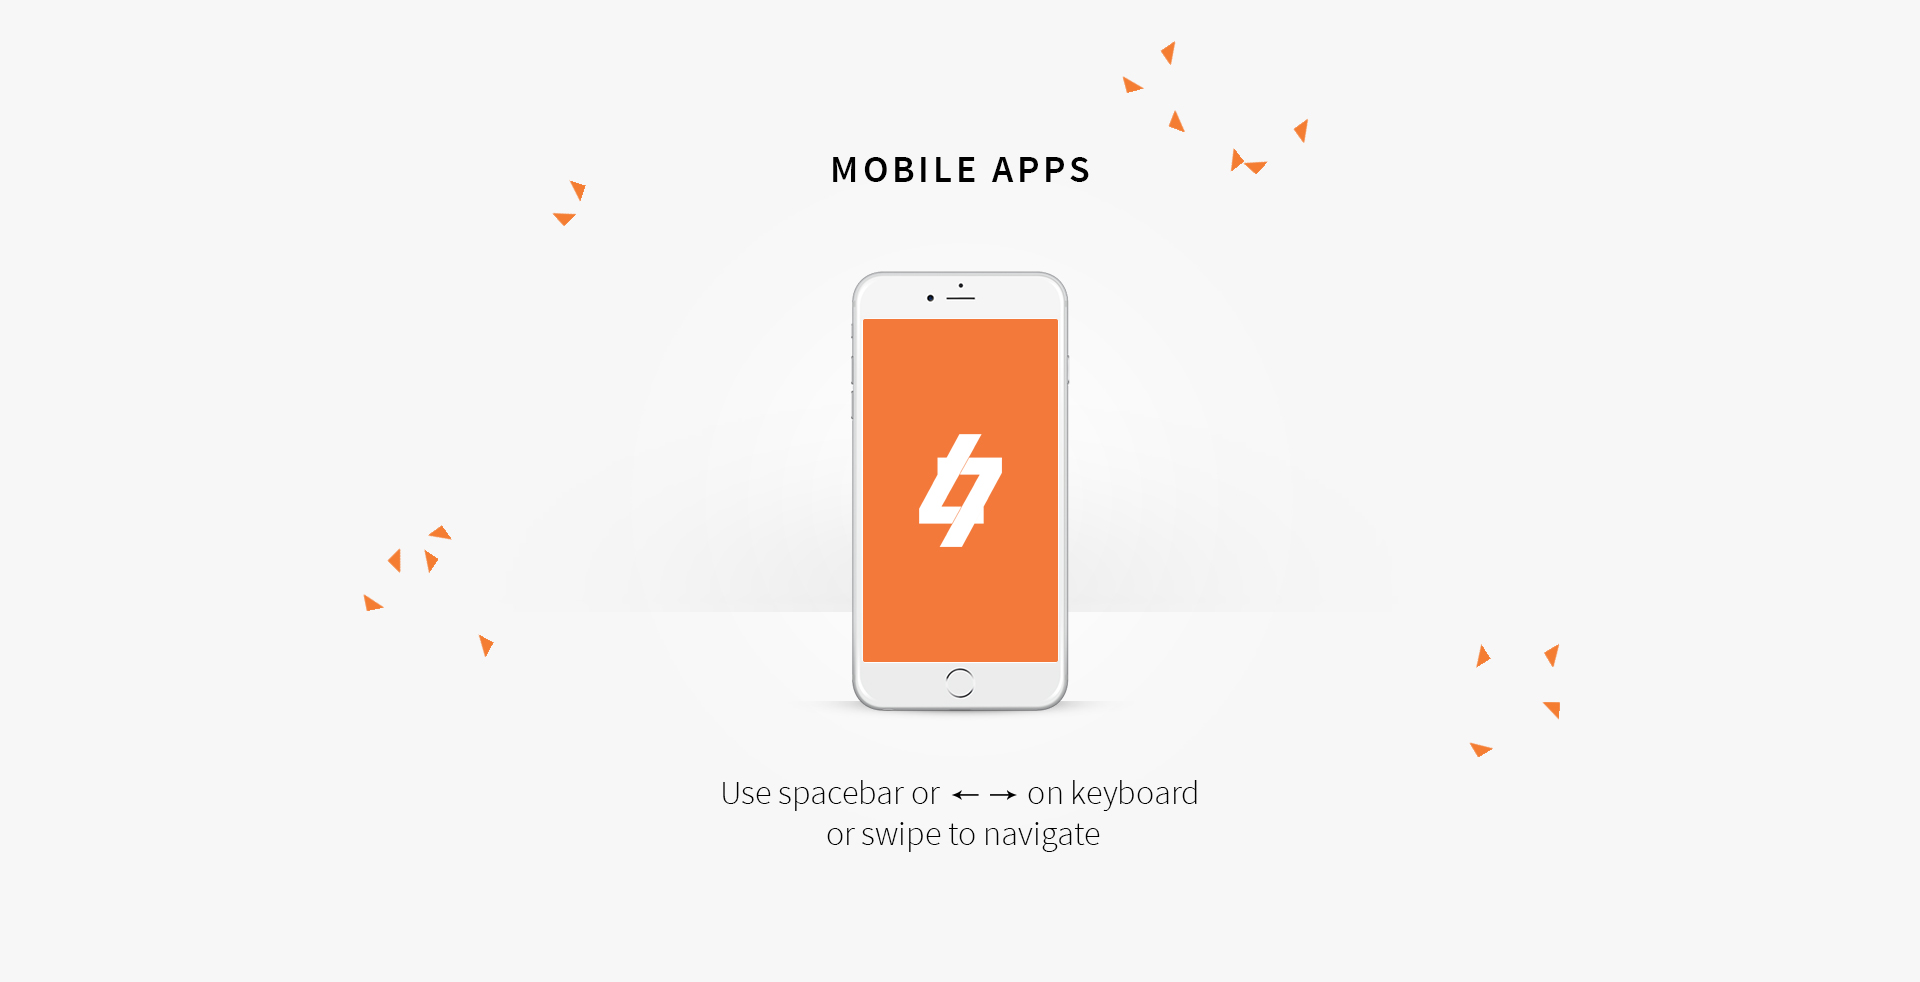 MOBILE APPS
Use spacebar or ← → on keyboard
or swipe to navigate